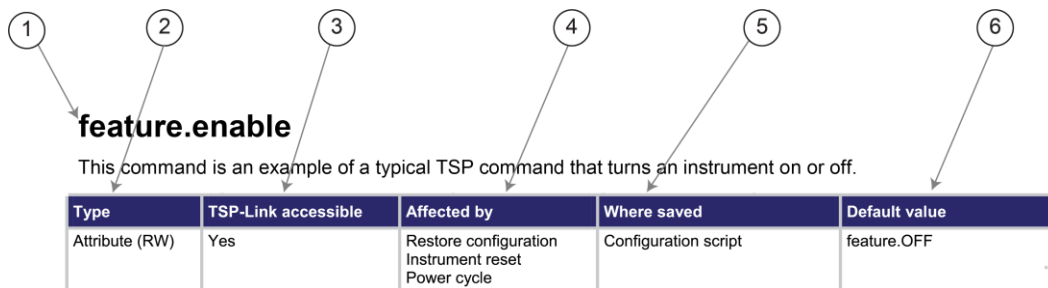 1 2 3 4 5 6
feature.enable
This command is an example of a typical TSP command that turns an instrument on or off.
Type TSP-Link accessible Affected by Where saved Default value
Attribute (RW) Yes Restore configuration Configuration script feature.OFF
Instrument reset
Power cycle